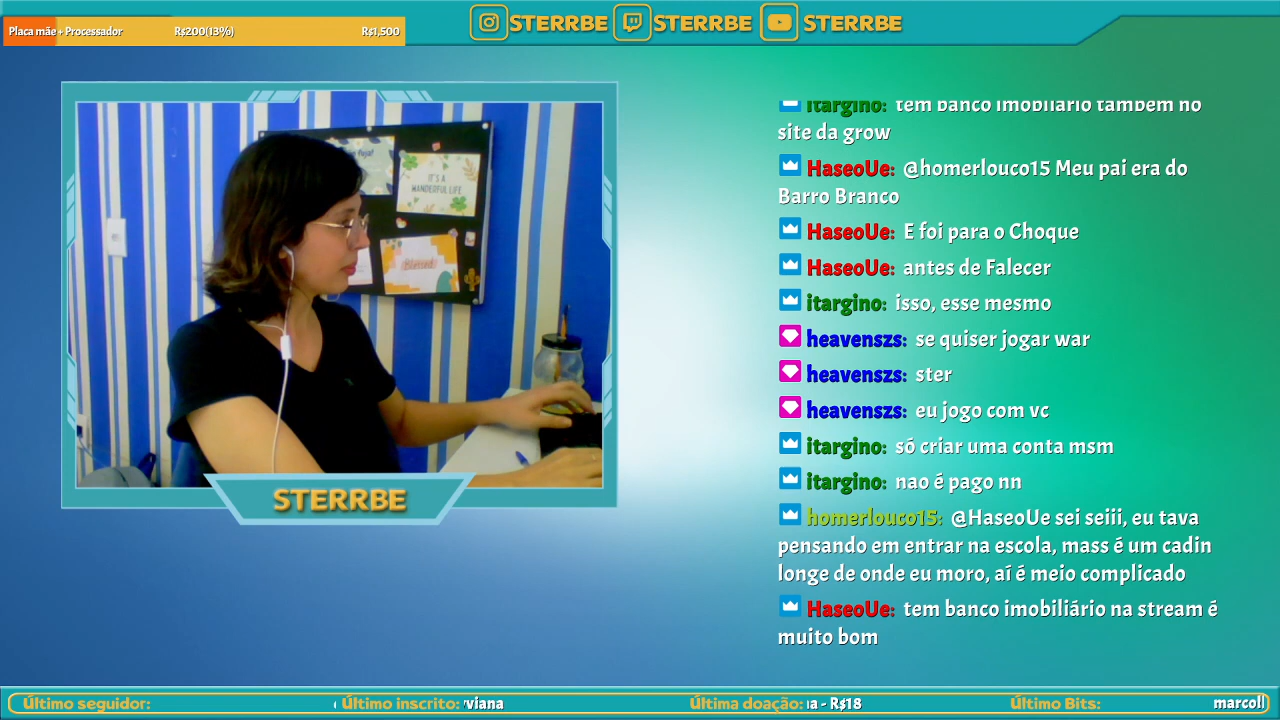 Placa mãe + Processador R$200(13%) R$1,500
STERRBE STERRBE STERRBE
IT'S A
WANDERFUL LIFE
STERRBE
itargino: tem banco imobiliário também no
site da grow
HaseoUe: @homerlouco15 Meu pai era do
Barro Branco
HaseoUe: E foi para o Choque
HaseoUe: antes de Falecer
itargino: isso, esse mesmo
heavenszs: se quiser jogar war
heavenszs: ster
heavenszs: eu jogo com vc
itargino: só criar uma conta msm
itargino: nao é pago nn
homerlouco15: @HaseoUe sei seiii, eu tava
pensando em entrar na escola, mass é um cadin
longe de onde eu moro, aí é meio complicado
HaseoUe: tem banco imobiliário na stream é
muito bom
Último seguidor: Último inscrito: viana Última doação: a - R$18 Último Bits: marcoll